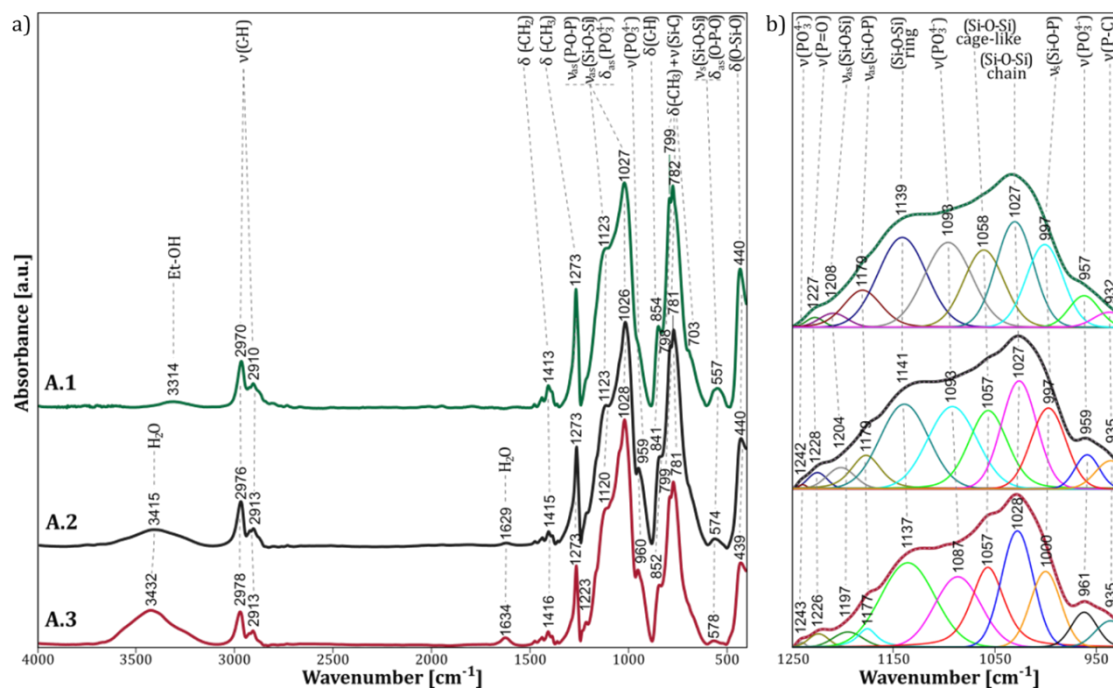 a)
δ (-CH₂)
δ (-CH₃)
νas(P-O-P)
νas(Si-O-Si)
δas(PO₃⁴⁻)
ν(PO₃⁴⁻)
δ(C-H)
δ(-CH₃)+ν(Si-C)
νs(Si-O-Si)
δas(O-P-O)
δ(O-Si-O)
ν(C-H)
Et-OH
H₂O
H₂O
Absorbance [a.u.]
A.1
3314
2970
2910
1413
1273
1123
1027
854
799
782
703
557
440
A.2
3415
2976
2913
1629
1415
1273
1123
1026
959
841
798
781
574
440
A.3
3432
2978
2913
1634
1416
1273
1223
1120
1028
960
852
799
781
578
439
4000
3500
3000
2500
2000
1500
1000
500
Wavenumber [cm⁻¹]
b)
ν(PO₃⁴⁻)
ν(P=O)
νas(Si-O-Si)
νas(Si-O-P)
(Si-O-Si)
ring
ν(PO₃⁴⁻)
(Si-O-Si)
cage-like
(Si-O-Si)
chain
νs(Si-O-P)
ν(PO₃⁴⁻)
ν(P-C)
1227
1208
1179
1139
1093
1058
1027
997
957
932
1242
1228
1204
1179
1141
1093
1057
1027
997
959
935
1243
1226
1197
1177
1137
1087
1057
1028
1000
961
935
1250
1150
1050
950
Wavenumber [cm⁻¹]